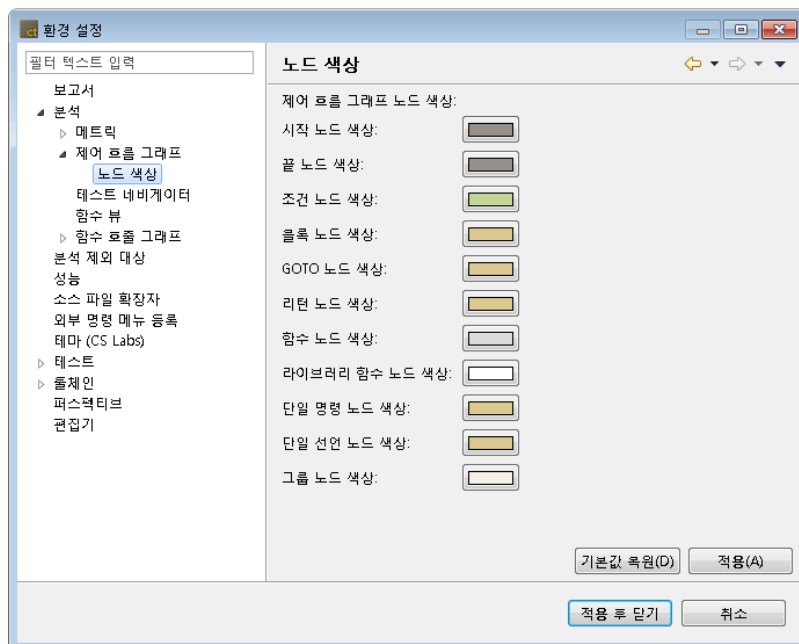 ct 환경 설정
필터 텍스트 입력
보고서
분석
메트릭
제어 흐름 그래프
노드 색상
테스트 네비게이터
함수 뷰
함수 호출 그래프
분석 제외 대상
성능
소스 파일 확장자
외부 명령 메뉴 등록
테마 (CS Labs)
테스트
툴체인
퍼스펙티브
편집기
노드 색상
제어 흐름 그래프 노드 색상:
시작 노드 색상:
끝 노드 색상:
조건 노드 색상:
블록 노드 색상:
GOTO 노드 색상:
리턴 노드 색상:
함수 노드 색상:
라이브러리 함수 노드 색상:
단일 명령 노드 색상:
단일 선언 노드 색상:
그룹 노드 색상:
기본값 복원(D) 적용(A)
적용 후 닫기 취소